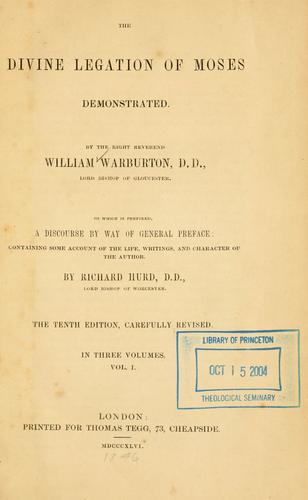 THE
DIVINE LEGATION OF MOSES
DEMONSTRATED.
BY THE RIGHT REVEREND
WILLIAM WARBURTON, D.D.,
LORD BISHOP OF GLOUCESTER.
TO WHICH IS PREFIXED,
A DISCOURSE BY WAY OF GENERAL PREFACE:
CONTAINING SOME ACCOUNT OF THE LIFE, WRITINGS, AND CHARACTER OF
THE AUTHOR.
BY RICHARD HURD, D.D.,
LORD BISHOP OF WORCESTER.
THE TENTH EDITION, CAREFULLY REVISED.
IN THREE VOLUMES.
VOL. I.
LIBRARY OF PRINCETON
OCT 15 2004
THEOLOGICAL SEMINARY
LONDON:
PRINTED FOR THOMAS TEGG, 73, CHEAPSIDE.
MDCCCXLVI.
1846